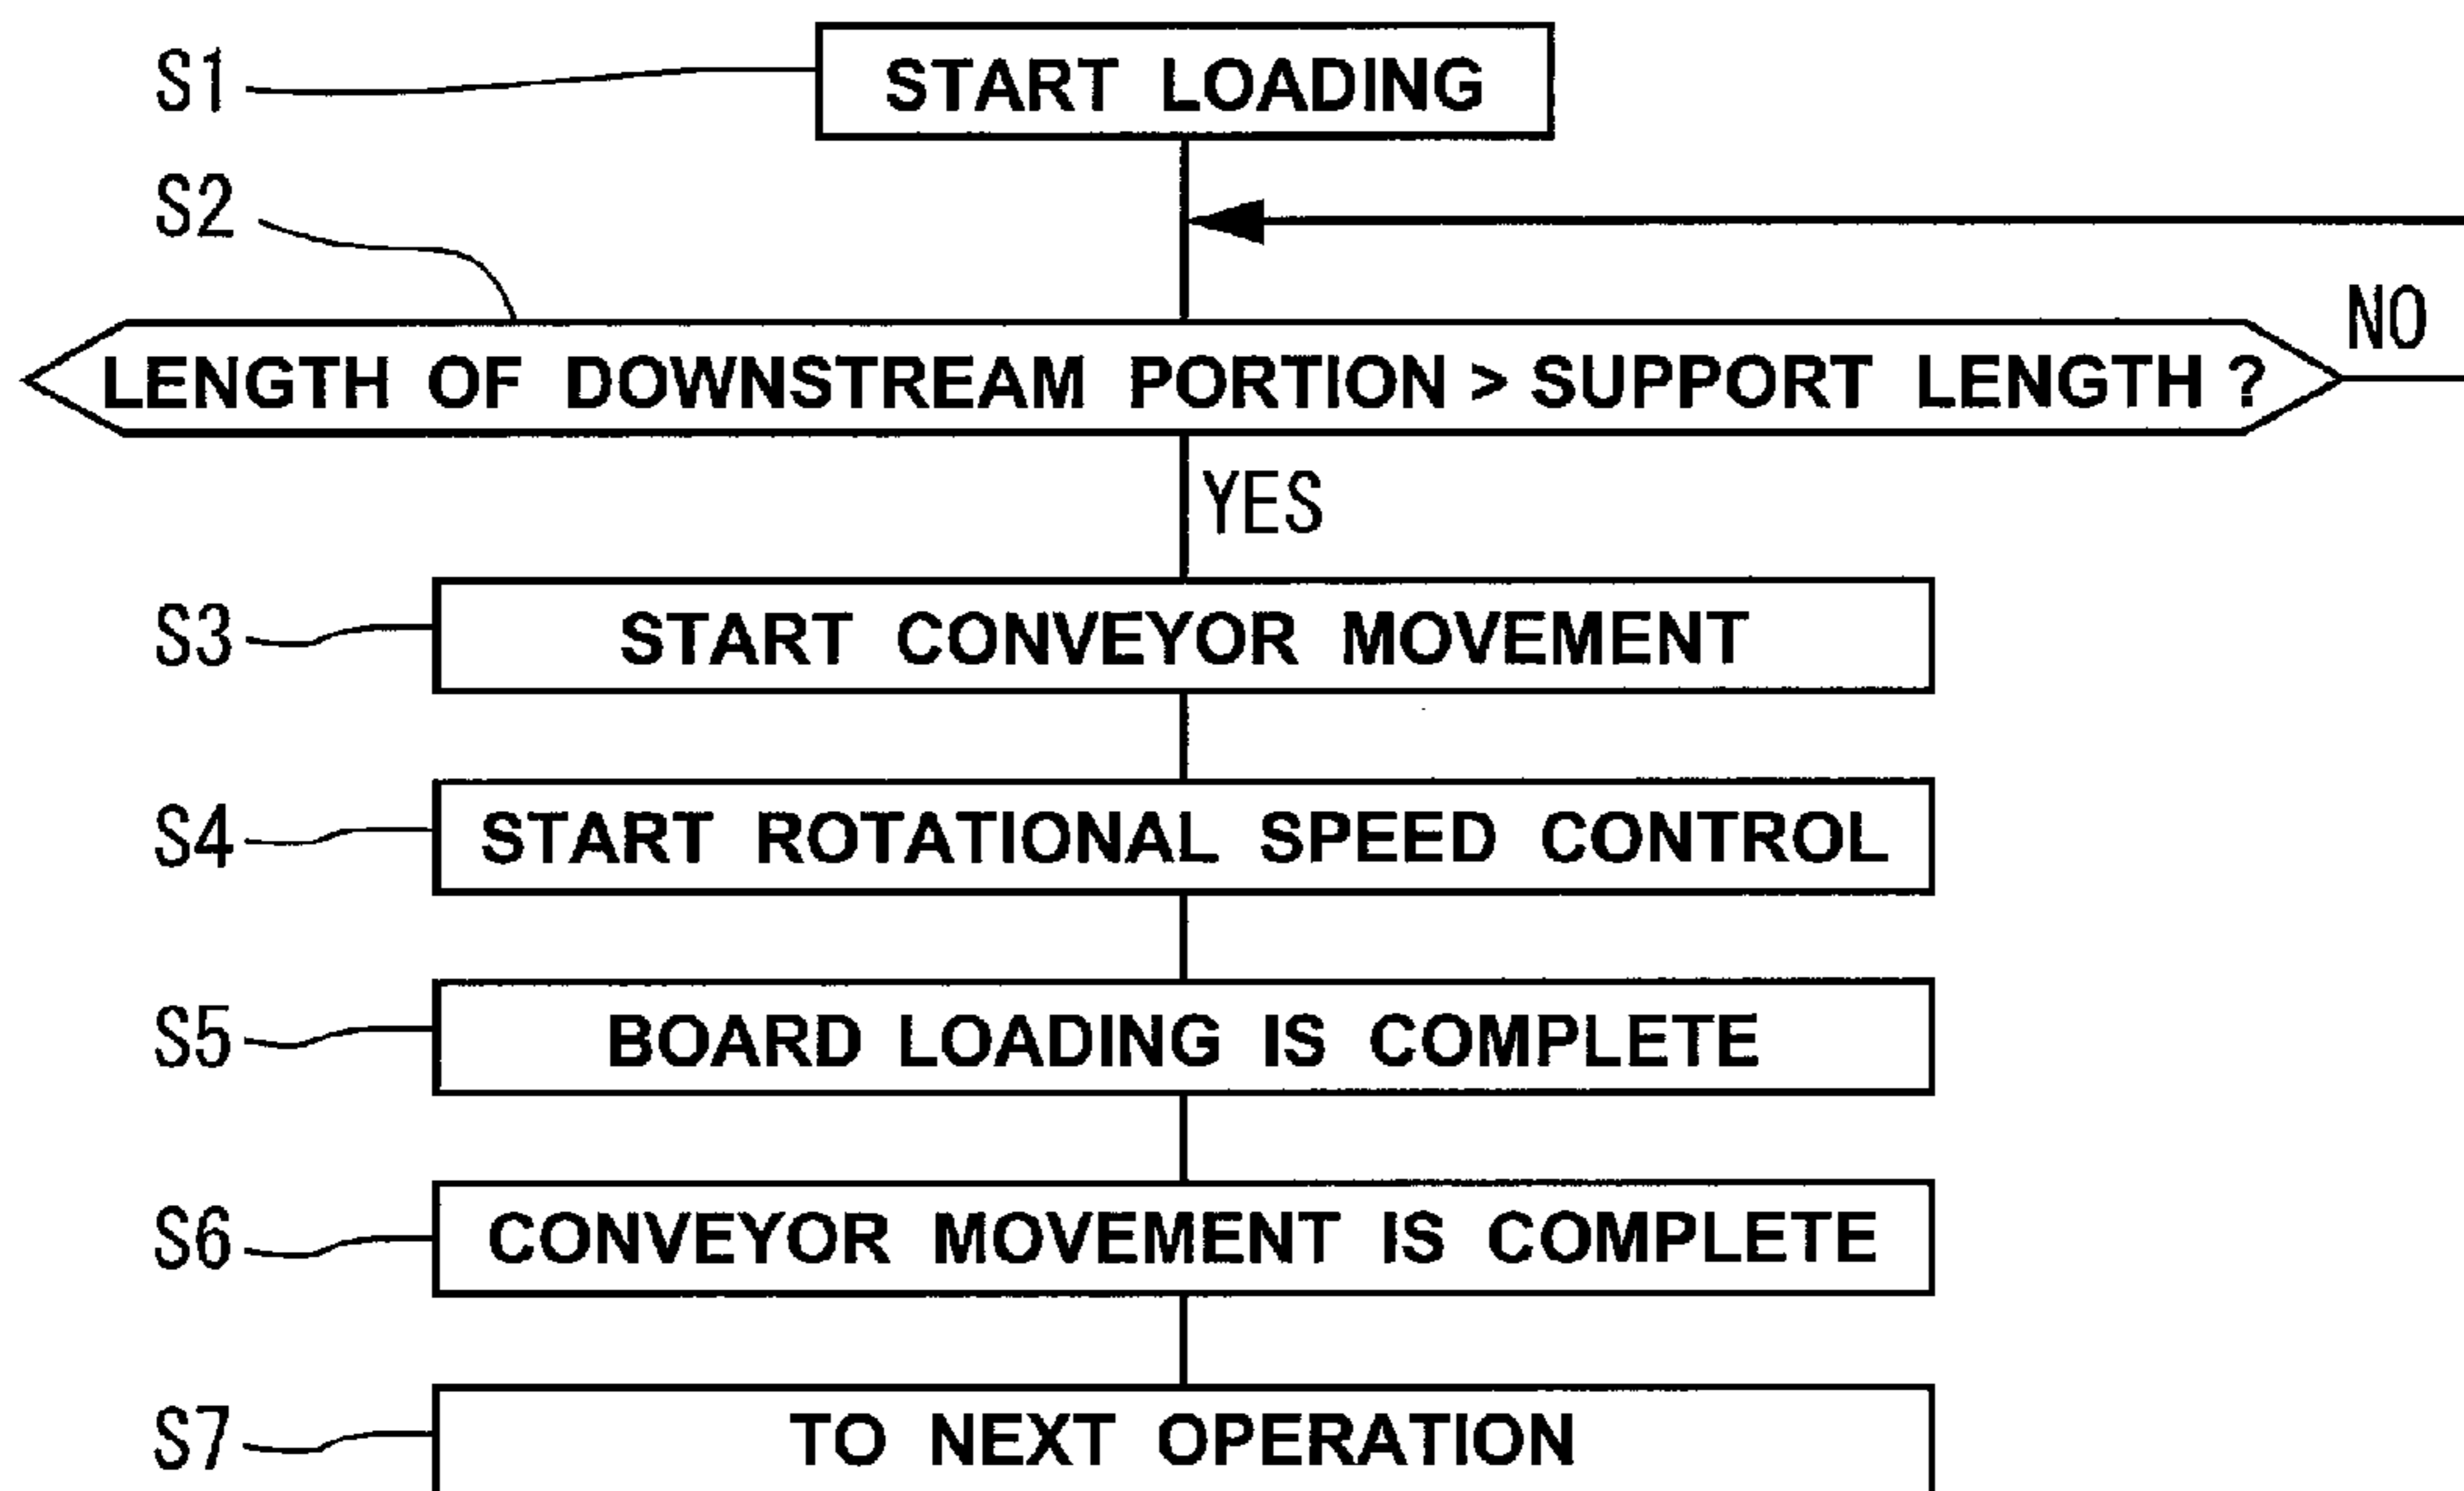 S1
START LOADING
S2
NO
LENGTH OF DOWNSTREAM PORTION > SUPPORT LENGTH ?
YES
S3
START CONVEYOR MOVEMENT
S4
START ROTATIONAL SPEED CONTROL
S5
BOARD LOADING IS COMPLETE
S6
CONVEYOR MOVEMENT IS COMPLETE
S7
TO NEXT OPERATION